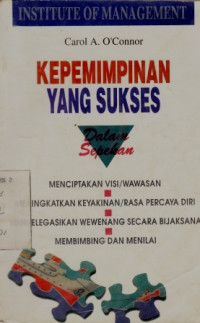 INSTITUTE OF MANAGEMENT
Carol A. O'Connor
KEPEMIMPINAN
YANG SUKSES
Dalam
Sepekan
MENCIPTAKAN VISI/WAWASAN
INGKATKAN KEYAKINAN/RASA PERCAYA DIRI
ELEGASIKAN WEWENANG SECARA BIJAKSANA
MEMBIMBING DAN MENILAI